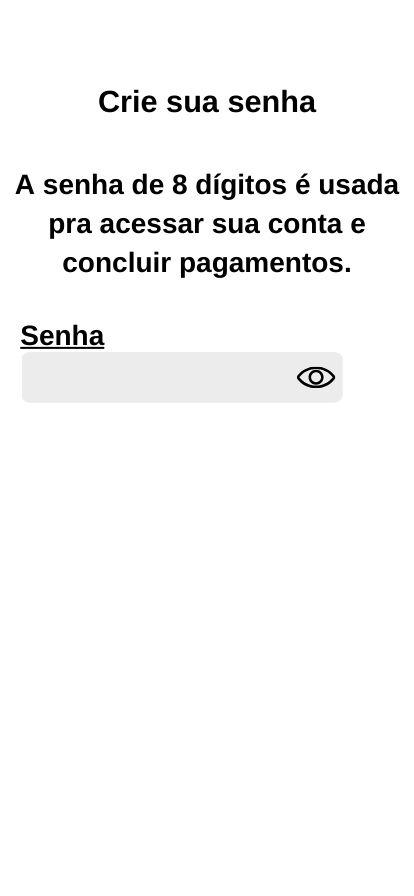 Crie sua senha
A senha de 8 dígitos é usada
pra acessar sua conta e
concluir pagamentos.
Senha